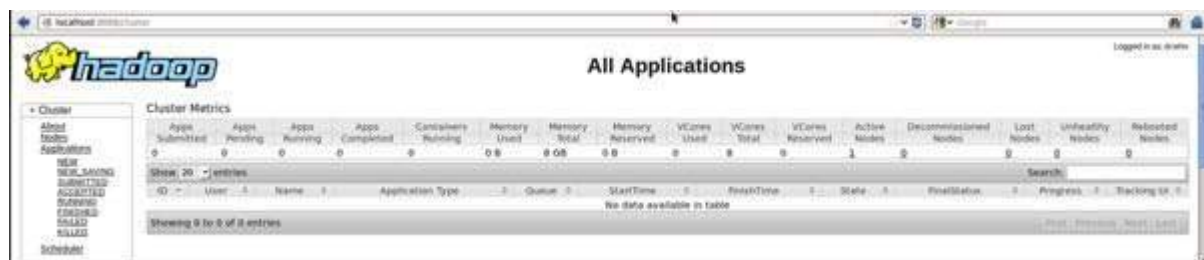 localhost:8088/cluster
Google
hadoop
All Applications
Logged in as: dr.who
Cluster
About
Nodes
Applications
NEW
NEW_SAVING
SUBMITTED
ACCEPTED
RUNNING
FINISHED
FAILED
KILLED
Scheduler
Cluster Metrics
Apps Submitted Apps Pending Apps Running Apps Completed Containers Running Memory Used Memory Total Memory Reserved VCores Used VCores Total VCores Reserved Active Nodes Decommissioned Nodes Lost Nodes Unhealthy Nodes Rebooted Nodes
0 0 0 0 0 0 B 8 GB 0 B 0 8 0 1 0 0 0 0
Show 20 entries Search:
ID User Name Application Type Queue StartTime FinishTime State FinalStatus Progress Tracking UI
No data available in table
Showing 0 to 0 of 0 entries First Previous Next Last